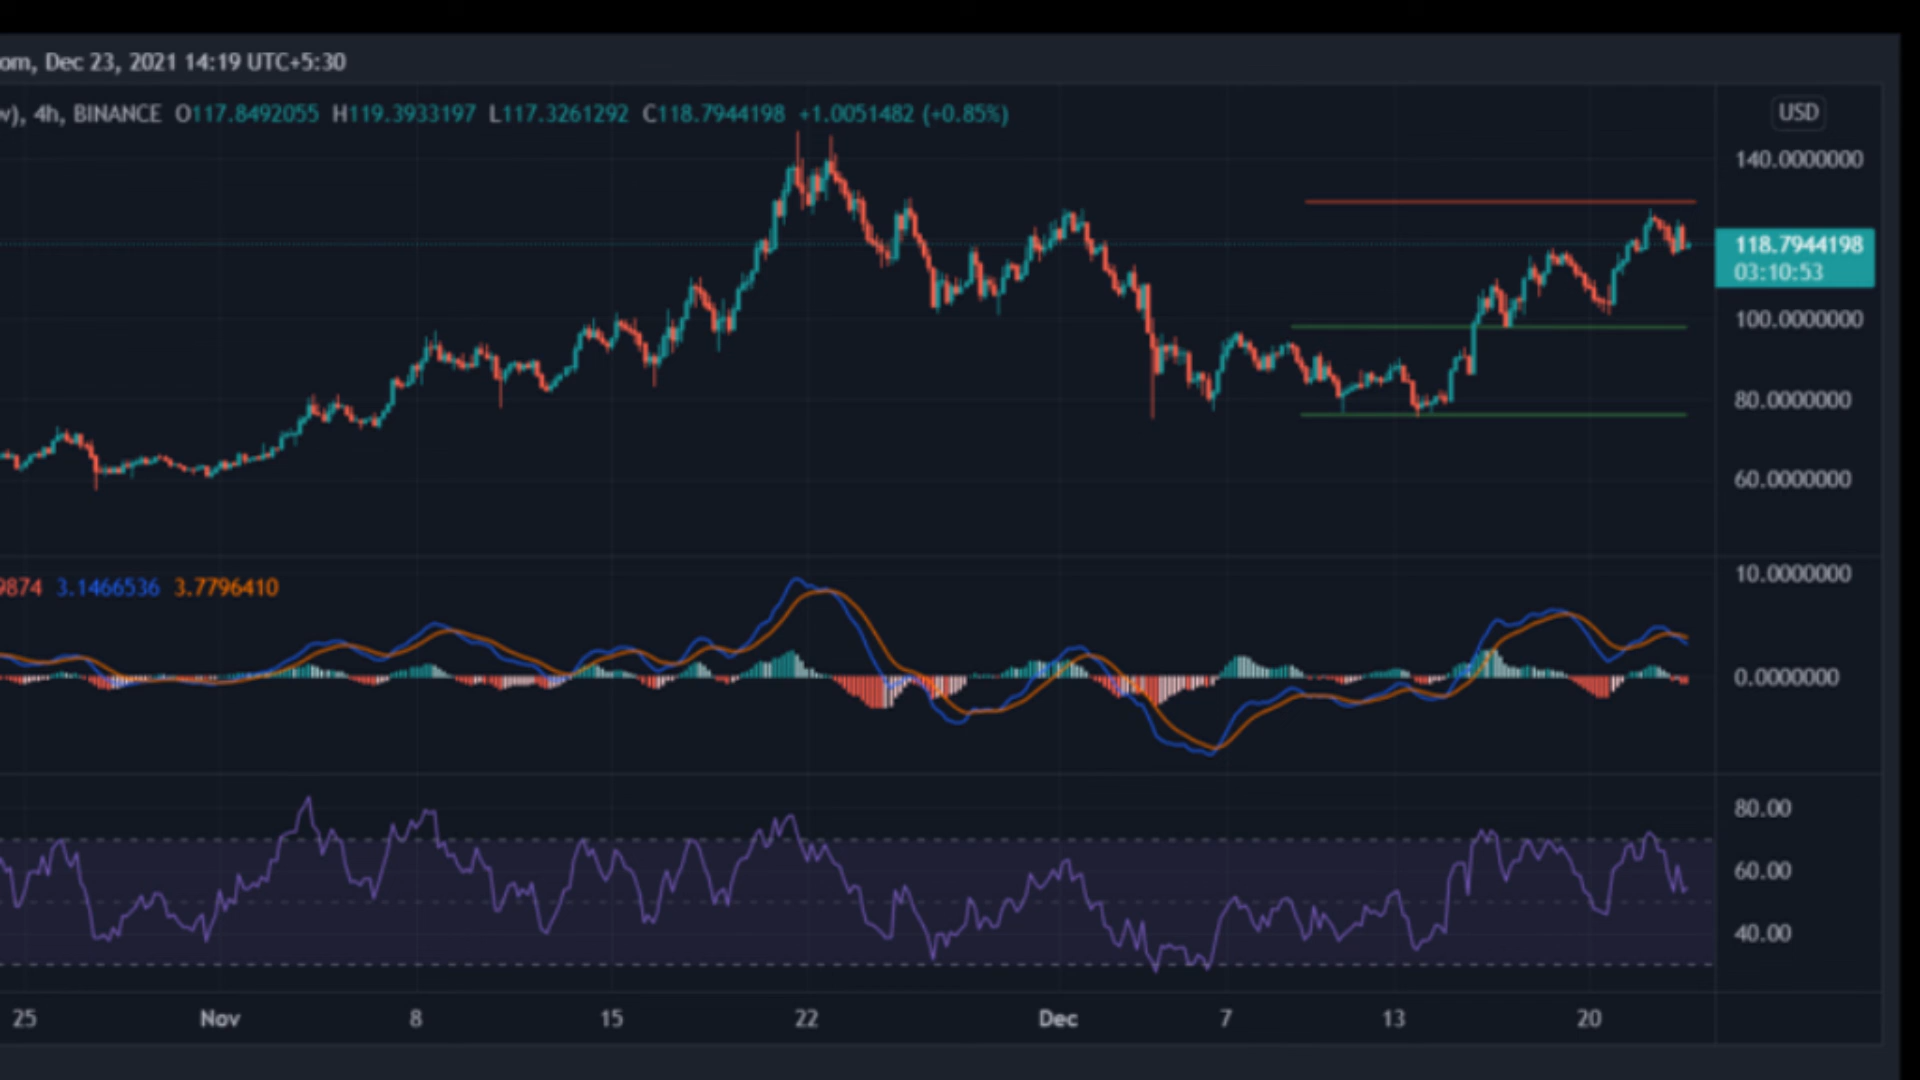 om, Dec 23, 2021 14:19 UTC+5:30
w), 4h, BINANCE O117.8492055 H119.3933197 L117.3261292 C118.7944198 +1.0051482 (+0.85%)
USD
140.0000000
118.7944198
03:10:53
100.0000000
80.0000000
60.0000000
9874 3.1466536 3.7796410
10.0000000
0.0000000
80.00
60.00
40.00
25 Nov 8 15 22 Dec 7 13 20